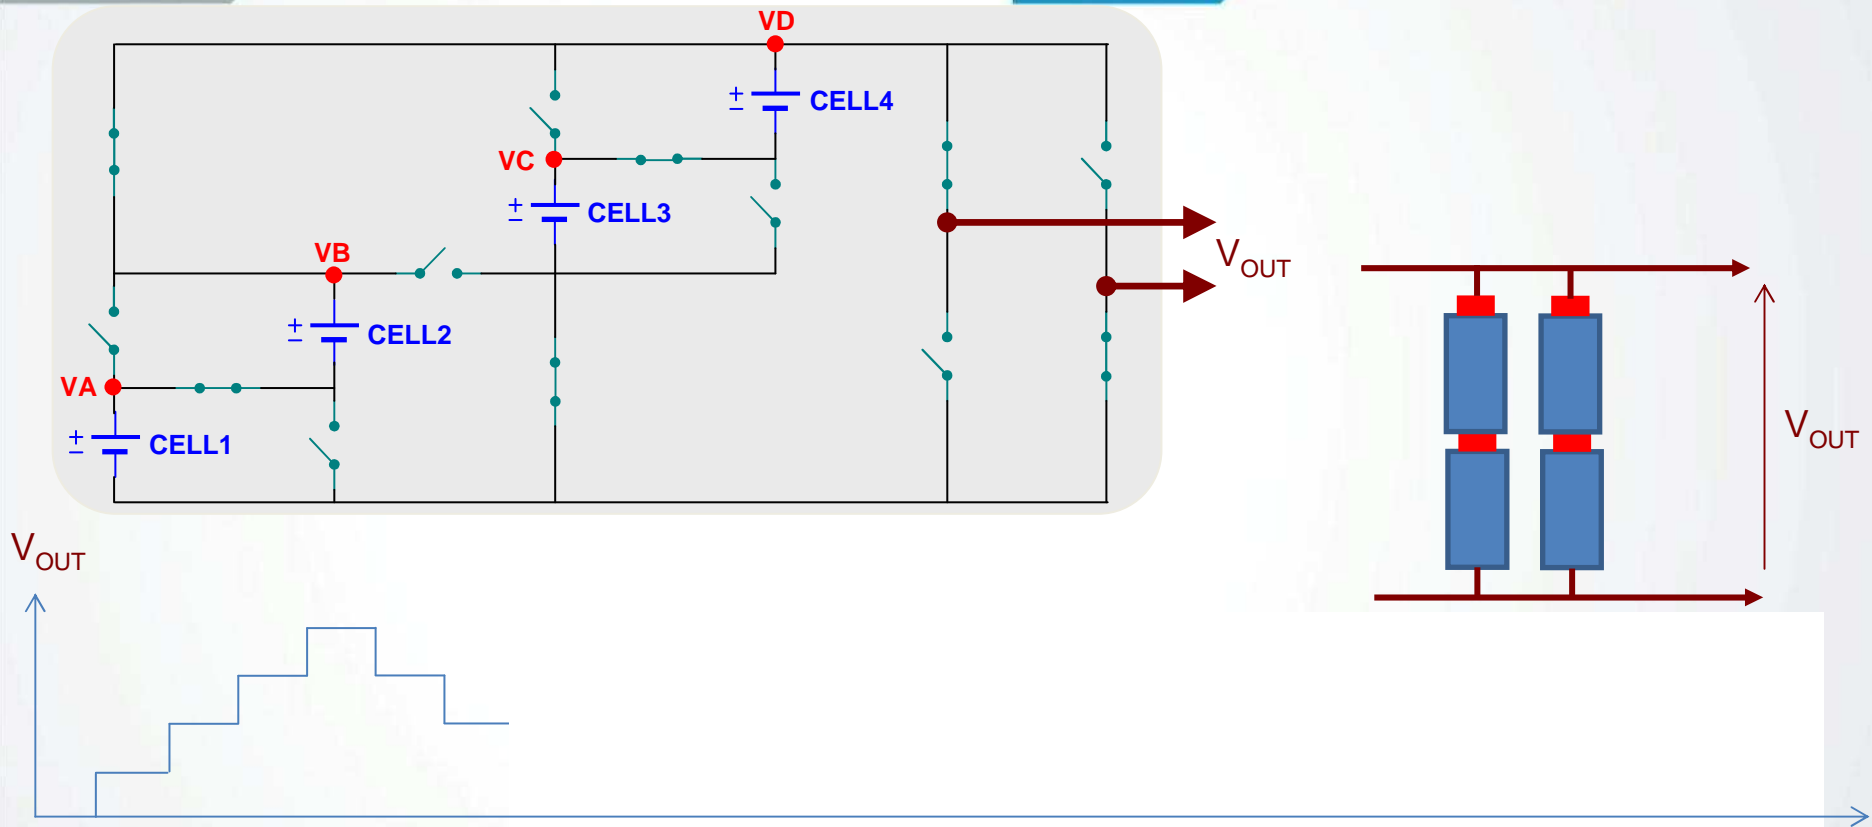 VD
+
−
CELL4
VC
+
−
CELL3
VOUT
VB
+
−
CELL2
VOUT
VA
+
−
CELL1
VOUT